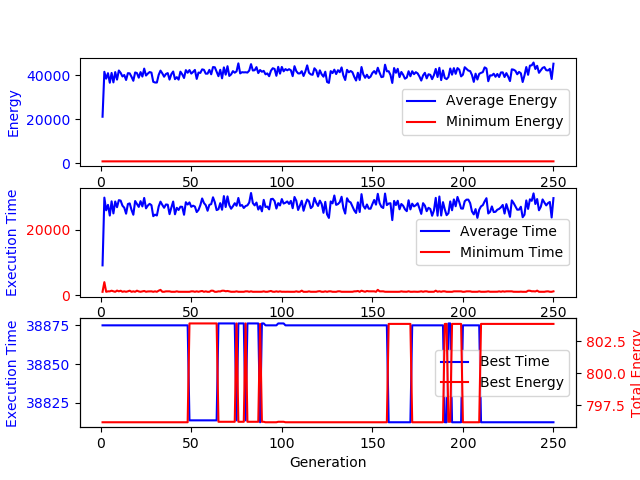 40000
20000
0
Energy
Average Energy
Minimum Energy
0 50 100 150 200 250
20000
0
Execution Time
Average Time
Minimum Time
0 50 100 150 200 250
38875
38850
38825
Execution Time
Best Time
Best Energy
802.5
800.0
797.5
Total Energy
0 50 100 150 200 250
Generation